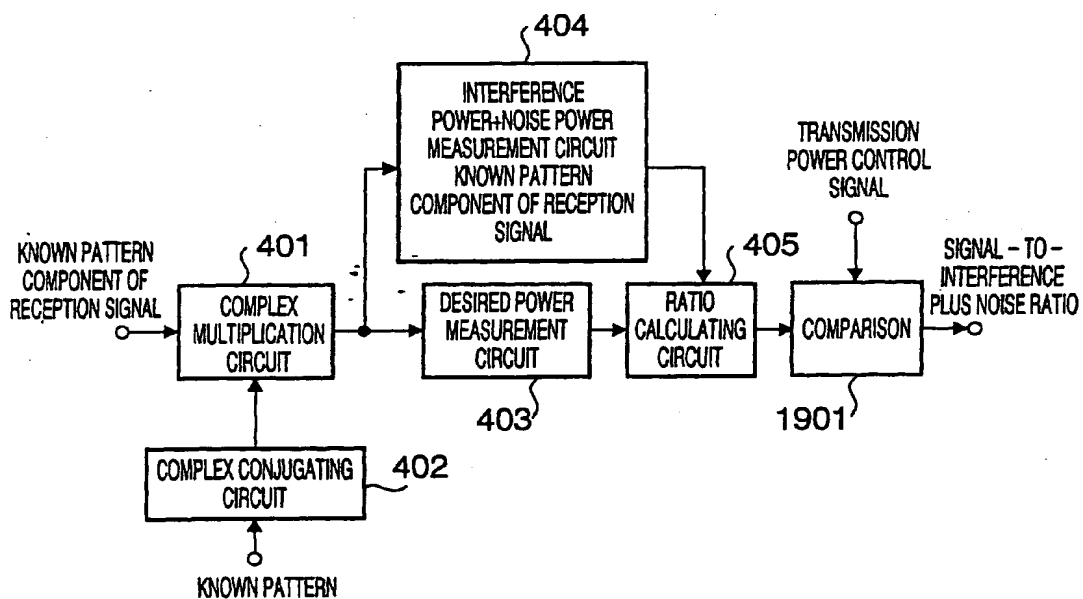 404
INTERFERENCE
POWER+NOISE POWER
MEASUREMENT CIRCUIT
KNOWN PATTERN
COMPONENT OF RECEPTION
SIGNAL
TRANSMISSION
POWER CONTROL
SIGNAL
KNOWN PATTERN
COMPONENT OF
RECEPTION SIGNAL
401
COMPLEX
MULTIPLICATION
CIRCUIT
DESIRED POWER
MEASUREMENT
CIRCUIT
403
405
RATIO
CALCULATING
CIRCUIT
COMPARISON
1901
SIGNAL - TO -
INTERFERENCE
PLUS NOISE RATIO
COMPLEX CONJUGATING
CIRCUIT
402
KNOWN PATTERN